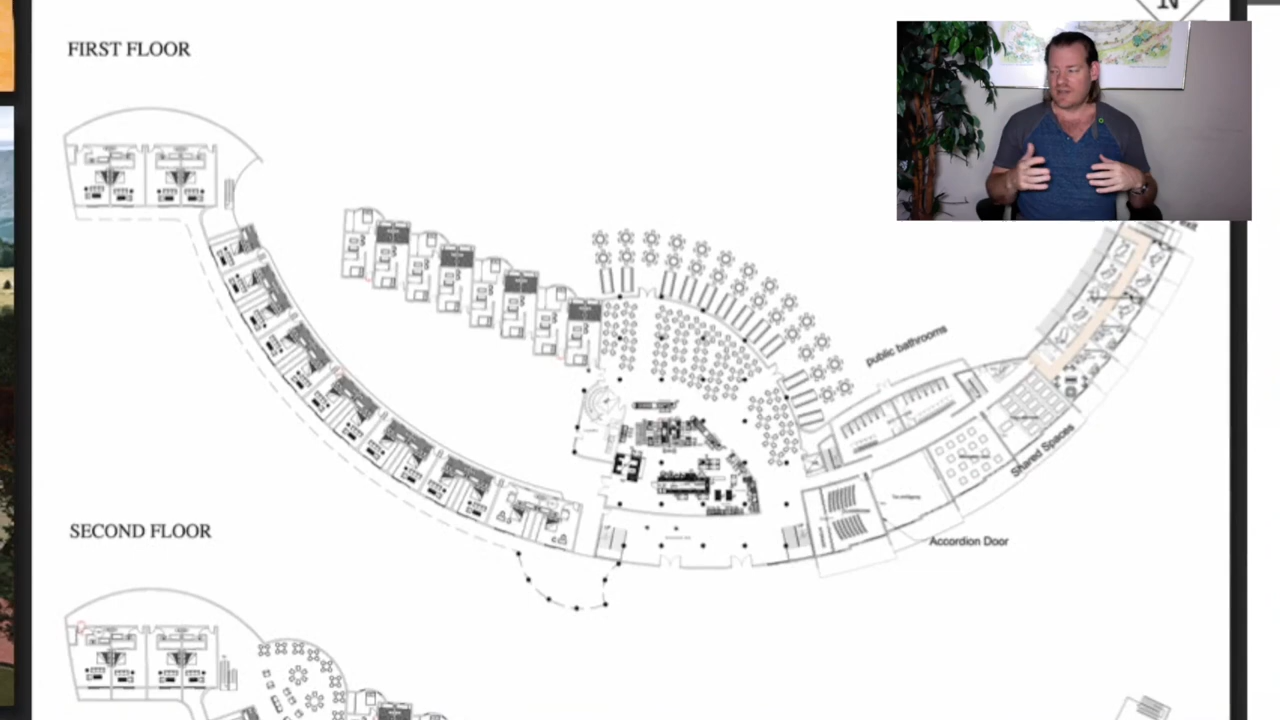 N
FIRST FLOOR
public bathrooms
Shared Spaces
Accordion Door
SECOND FLOOR